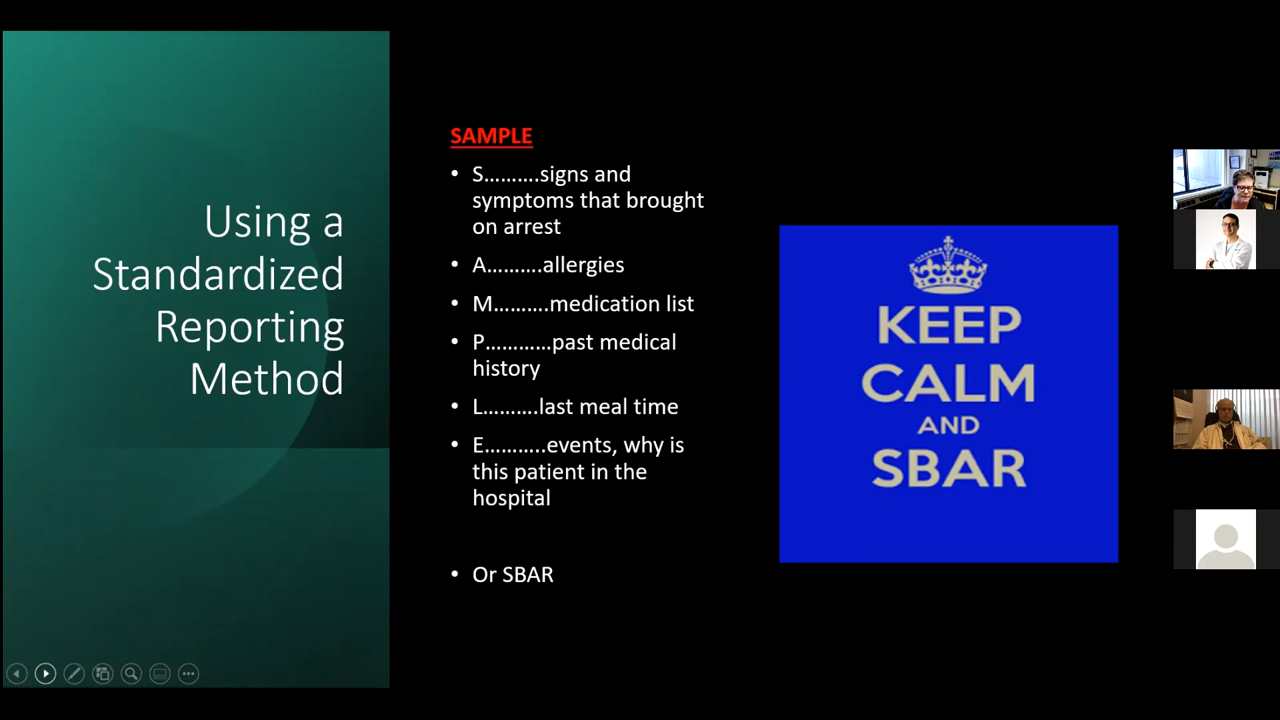 Using a
Standardized
Reporting
Method
SAMPLE
• S……….signs and
symptoms that brought
on arrest
• A……….allergies
• M……….medication list
• P…………past medical
history
• L……….last meal time
• E………..events, why is
this patient in the
hospital
• Or SBAR
KEEP
CALM
AND
SBAR